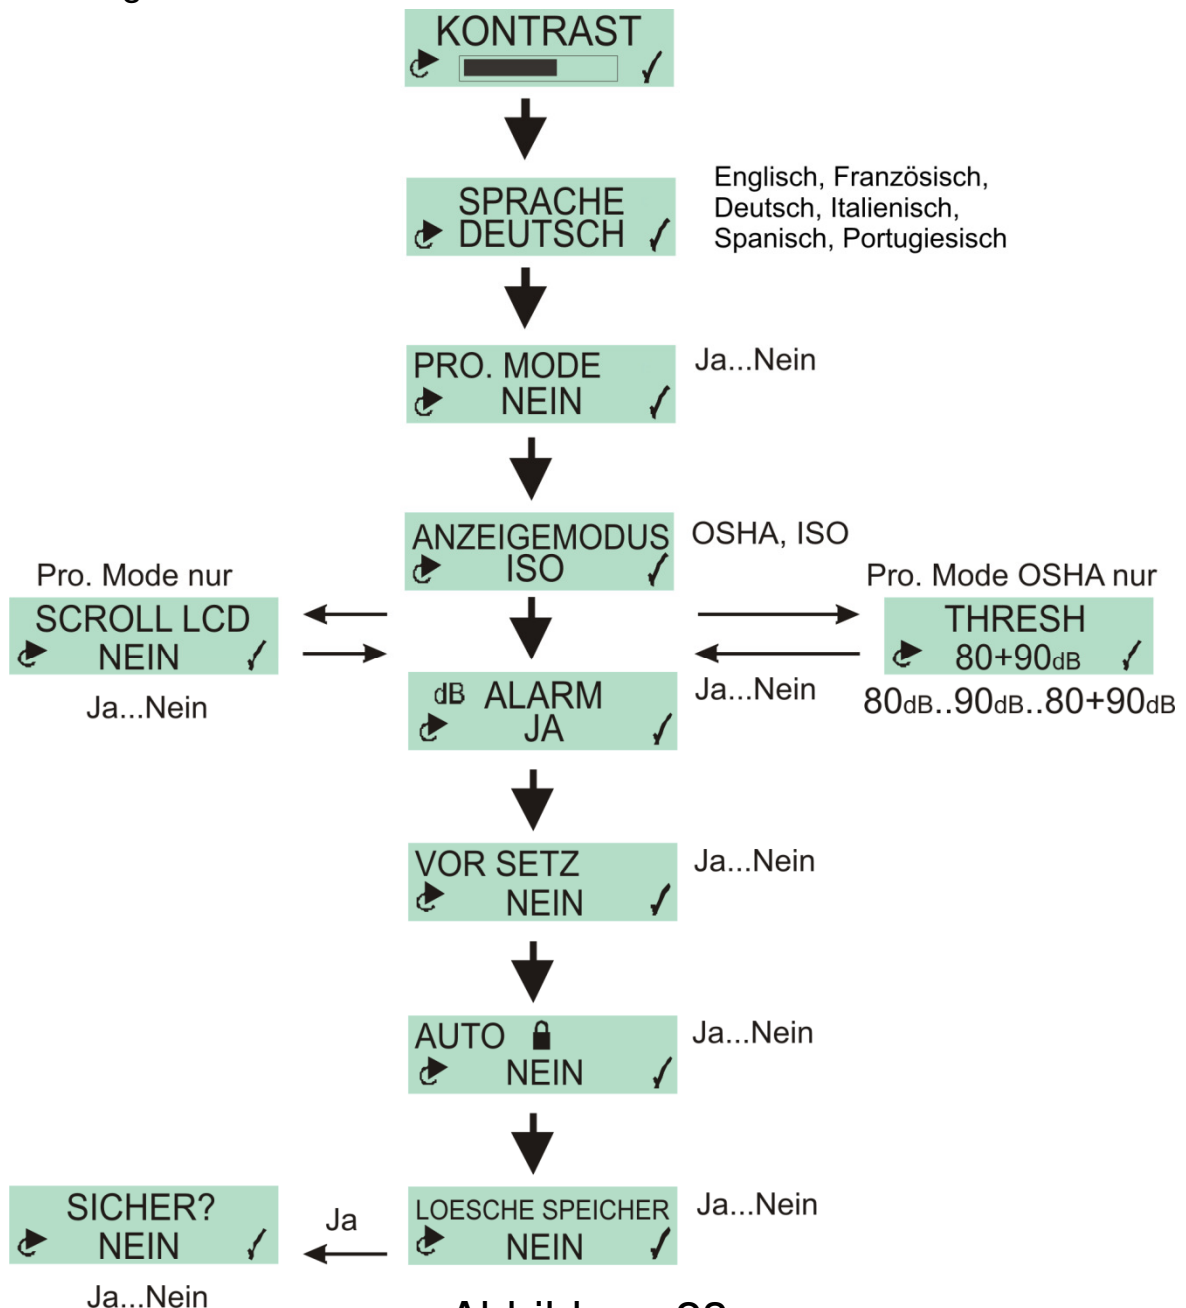 KONTRAST
SPRACHE
DEUTSCH
Englisch, Französisch,
Deutsch, Italienisch,
Spanisch, Portugiesisch
PRO. MODE
NEIN
Ja...Nein
ANZEIGEMODUS
ISO
OSHA, ISO
Pro. Mode nur
SCROLL LCD
NEIN
Ja...Nein
Pro. Mode OSHA nur
THRESH
80+90dB
80dB..90dB..80+90dB
dB ALARM
JA
Ja...Nein
VOR SETZ
NEIN
Ja...Nein
AUTO
NEIN
Ja...Nein
LOESCHE SPEICHER
NEIN
Ja...Nein
Ja
SICHER?
NEIN
Ja...Nein